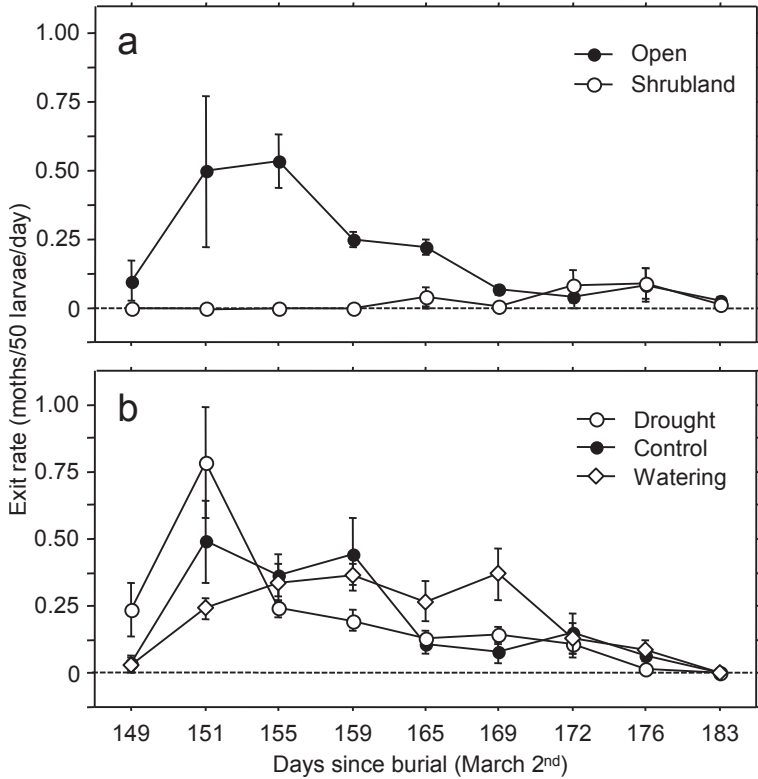 a
1.00
0.75
0.50
0.25
0
Open
Shrubland
Exit rate (moths/50 larvae/day)
b
1.00
0.75
0.50
0.25
0
Drought
Control
Watering
149 151 155 159 165 169 172 176 183
Days since burial (March 2nd)